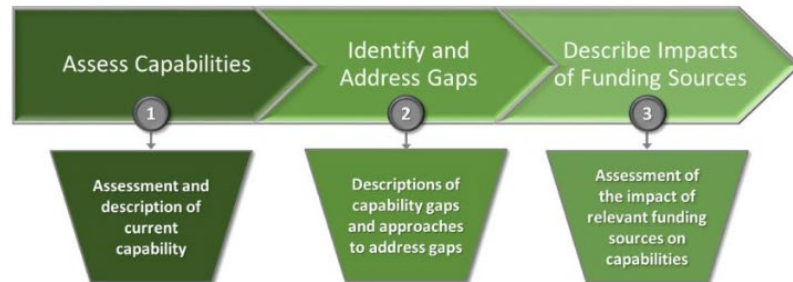 Assess Capabilities
Identify and
Address Gaps
Describe Impacts
of Funding Sources
1
2
3
Assessment and
description of
current
capability
Descriptions of
capability gaps
and approaches
to address gaps
Assessment of
the impact of
relevant funding
sources on
capabilities